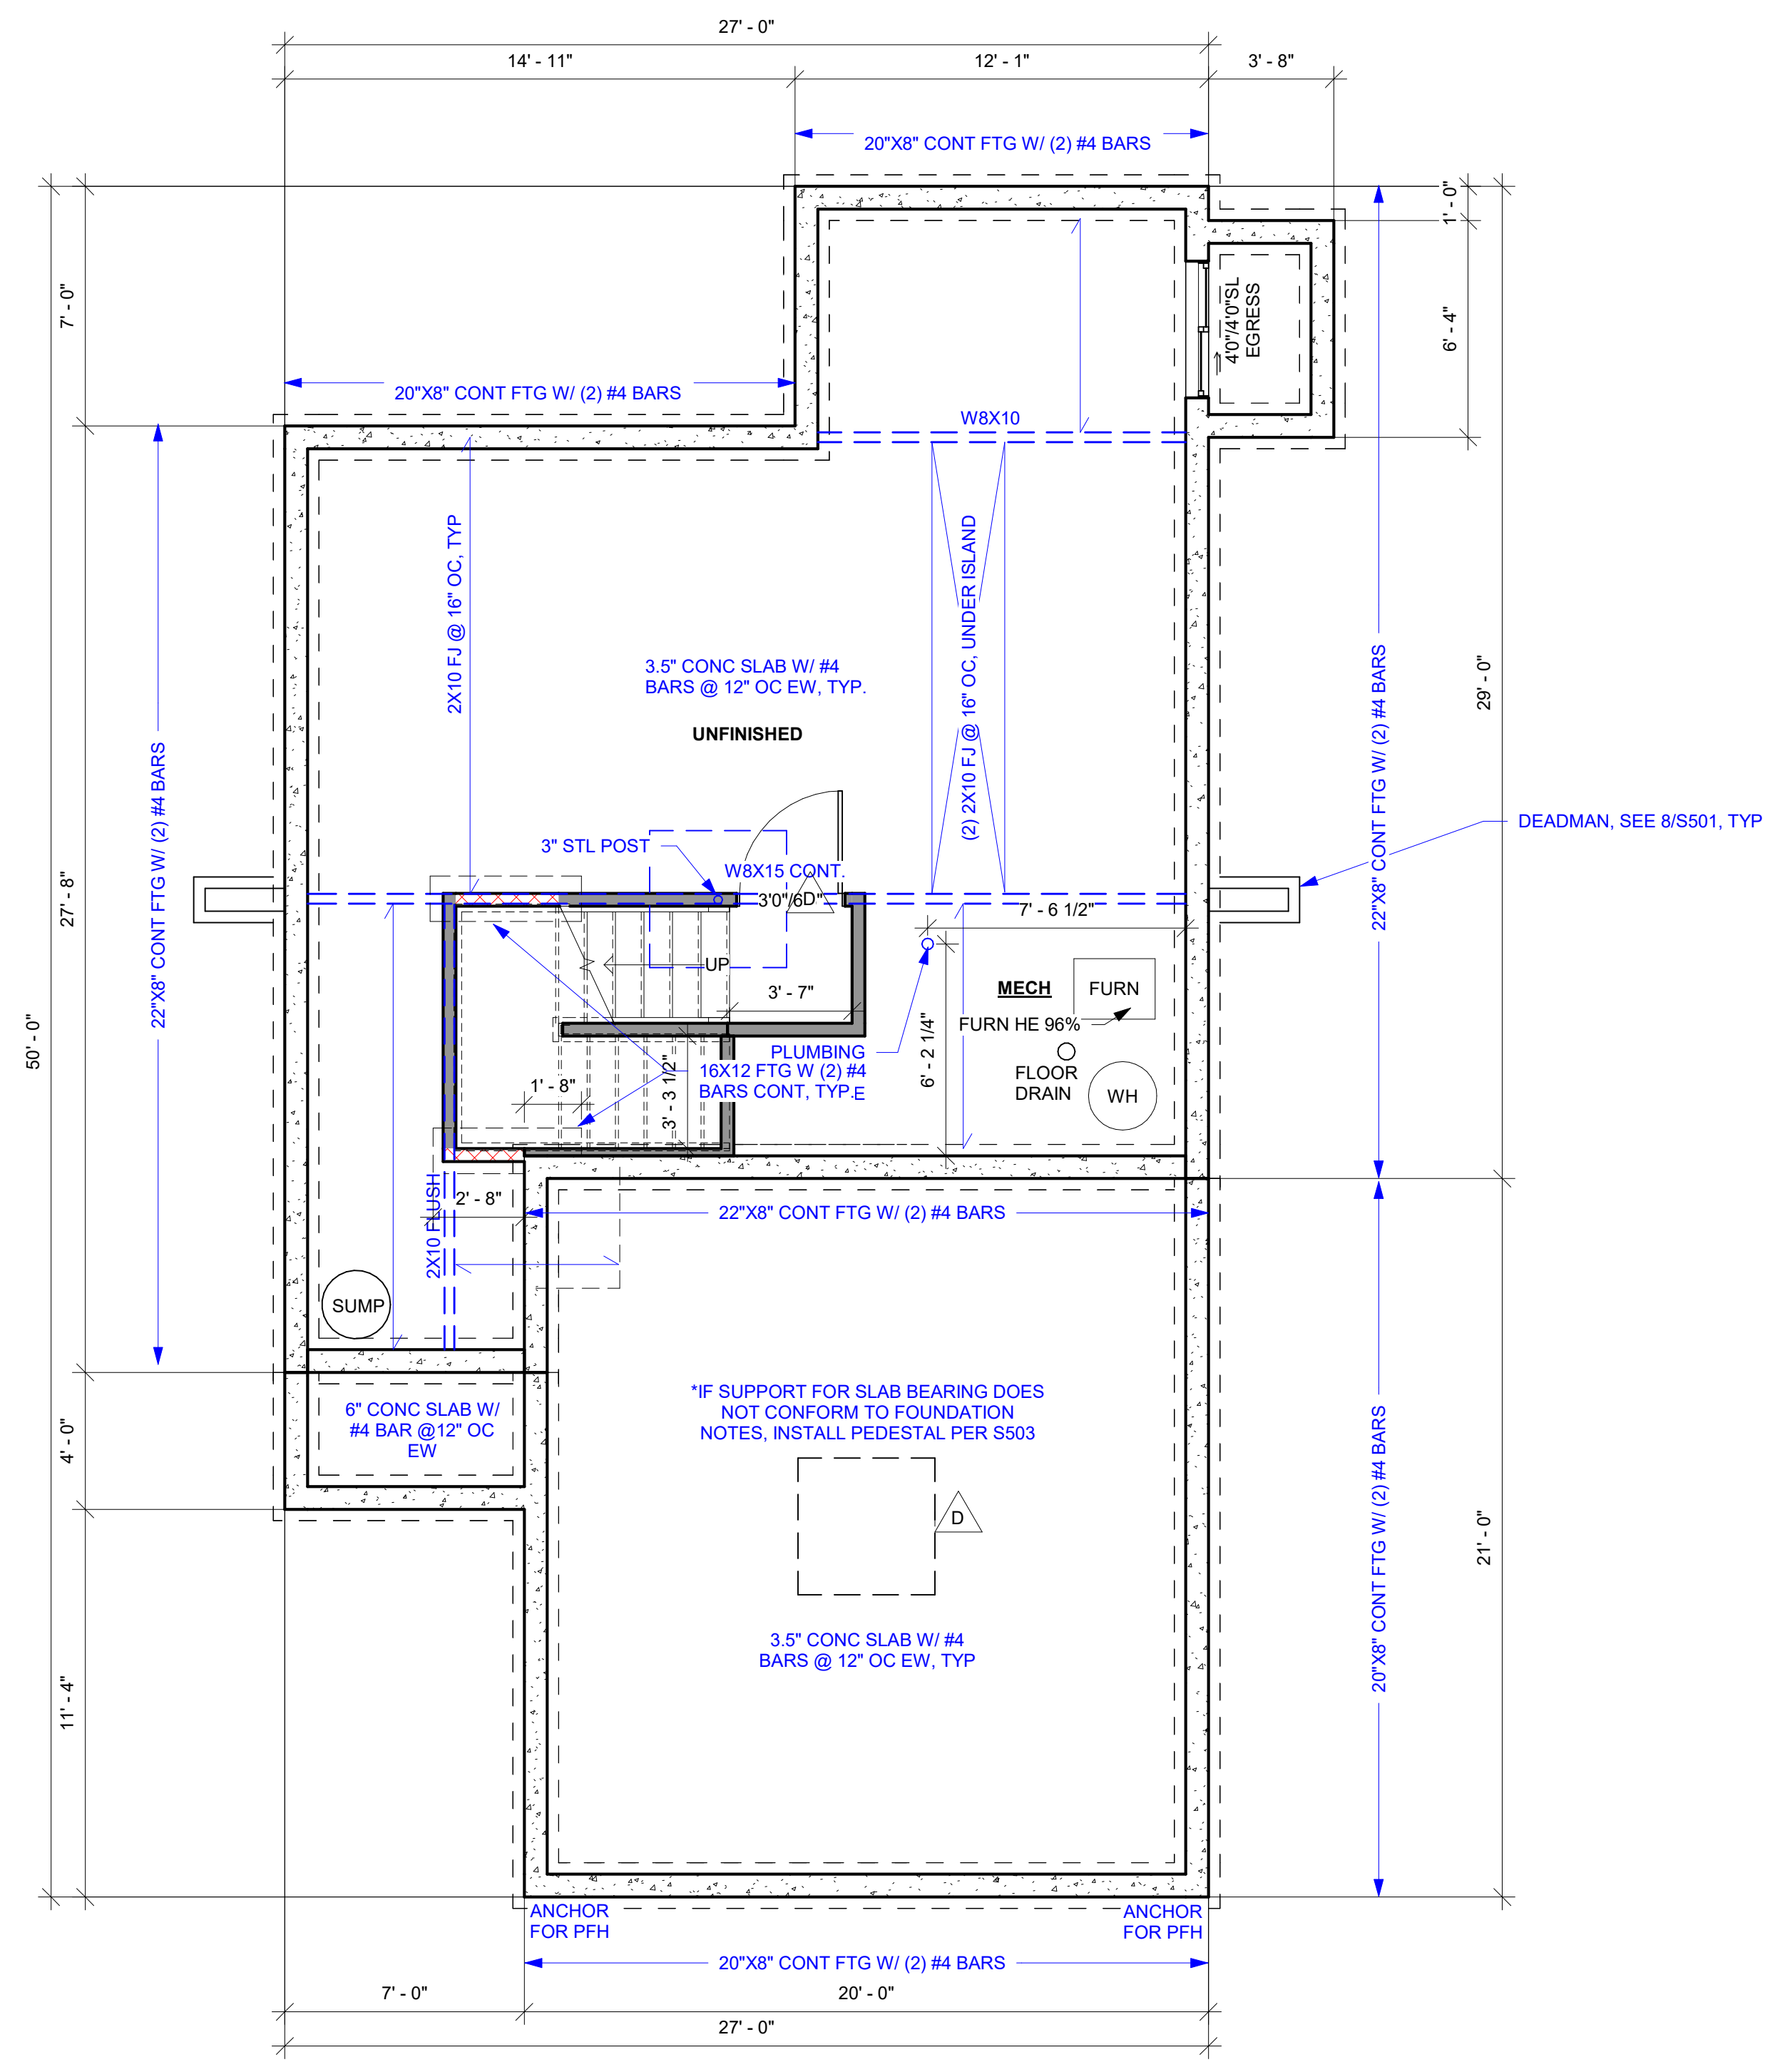 27' - 0"
14' - 11"
12' - 1"
3' - 8"
20"X8" CONT FTG W/ (2) #4 BARS
1' - 0"
7' - 0"
4'0"/4'0"SL
EGRESS
6' - 4"
20"X8" CONT FTG W/ (2) #4 BARS
W8X10
2X10 FJ @ 16" OC, TYP
(2) 2X10 FJ @ 16" OC, UNDER ISLAND
3.5" CONC SLAB W/ #4
BARS @ 12" OC EW, TYP.
UNFINISHED
22"X8" CONT FTG W/ (2) #4 BARS
29' - 0"
22"X8" CONT FTG W/ (2) #4 BARS
27' - 8"
50' - 0"
DEADMAN, SEE 8/S501, TYP
3" STL POST
W8X15 CONT.
D
7' - 6 1/2"
UP
3' - 7"
MECH
FURN
FURN HE 96%
6' - 2 1/4"
PLUMBING
16X12 FTG W (2) #4
BARS CONT, TYP.
FLOOR
DRAIN
WH
1' - 8"
3' - 3 1/2"
2' - 8"
2X10 FLUSH
22"X8" CONT FTG W/ (2) #4 BARS
SUMP
*IF SUPPORT FOR SLAB BEARING DOES
NOT CONFORM TO FOUNDATION
NOTES, INSTALL PEDESTAL PER S503
6" CONC SLAB W/
#4 BAR @12" OC
EW
4' - 0"
D
20"X8" CONT FTG W/ (2) #4 BARS
21' - 0"
3.5" CONC SLAB W/ #4
BARS @ 12" OC EW, TYP
11' - 4"
ANCHOR
FOR PFH
ANCHOR
FOR PFH
20"X8" CONT FTG W/ (2) #4 BARS
7' - 0"
20' - 0"
27' - 0"